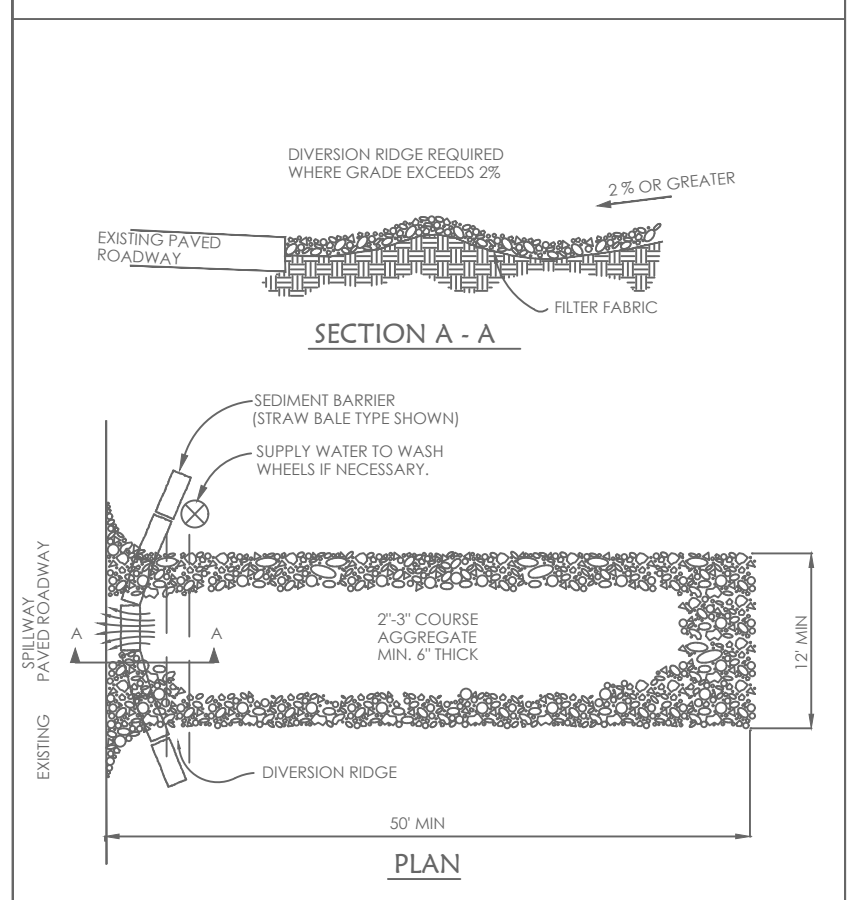 DIVERSION RIDGE REQUIRED
WHERE GRADE EXCEEDS 2%
2 % OR GREATER
EXISTING PAVED
ROADWAY
FILTER FABRIC
SECTION A - A
SEDIMENT BARRIER
(STRAW BALE TYPE SHOWN)
SUPPLY WATER TO WASH
WHEELS IF NECESSARY.
SPILLWAY
PAVED ROADWAY
EXISTING
A
A
2"-3" COURSE
AGGREGATE
MIN. 6" THICK
12' MIN
DIVERSION RIDGE
50' MIN
PLAN